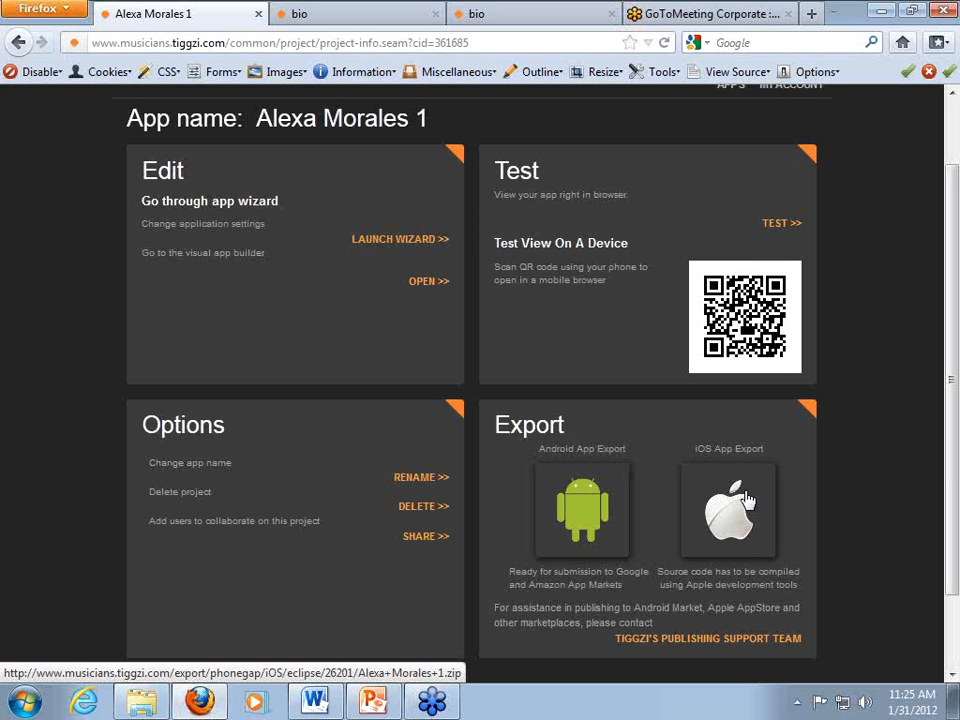 Firefox
Alexa Morales 1
bio
bio
GoToMeeting Corporate :...
www.musicians.tiggzi.com/common/project/project-info.seam?cid=361685
Google
Disable
Cookies
CSS
Forms
Images
Information
Miscellaneous
Outline
Resize
Tools
View Source
Options
APPS MY ACCOUNT
App name: Alexa Morales 1
Edit
Go through app wizard
Change application settings
LAUNCH WIZARD >>
Go to the visual app builder
OPEN >>
Test
View your app right in browser.
TEST >>
Test View On A Device
Scan QR code using your phone to
open in a mobile browser
Options
Change app name
RENAME >>
Delete project
DELETE >>
Add users to collaborate on this project
SHARE >>
Export
Android App Export
iOS App Export
Ready for submission to Google
and Amazon App Markets
Source code has to be compiled
using Apple development tools
For assistance in publishing to Android Market, Apple AppStore and
other marketplaces, please contact
TIGGZI'S PUBLISHING SUPPORT TEAM
http://www.musicians.tiggzi.com/export/phonegap/iOS/eclipse/26201/Alexa+Morales+1.zip
11:25 AM
1/31/2012